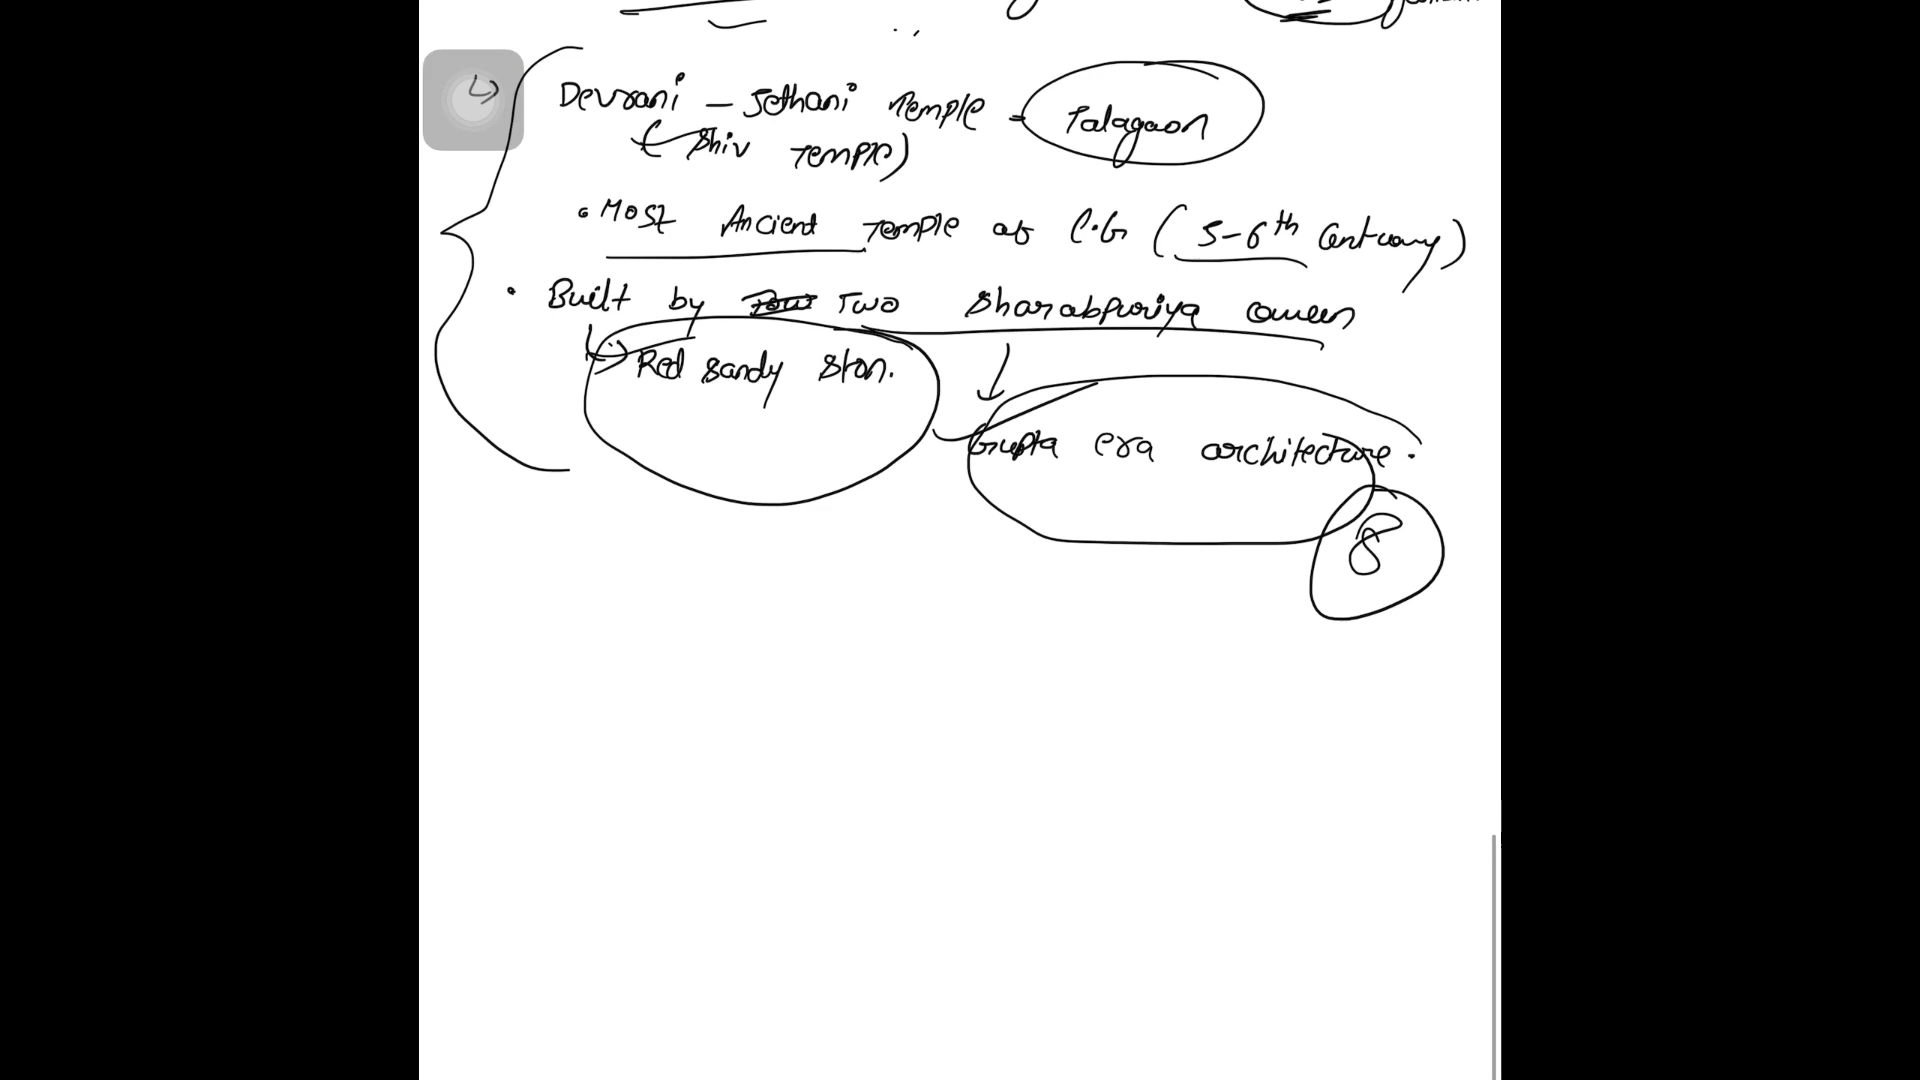 Devrani - Jethani Temple - Talagaon
(Shiv Temple)
• Most Ancient Temple of C.G (5-6th Century)
• Built by Two Sharabpuriya Queen
Red sandy ston.
Gupta era architecture.
8